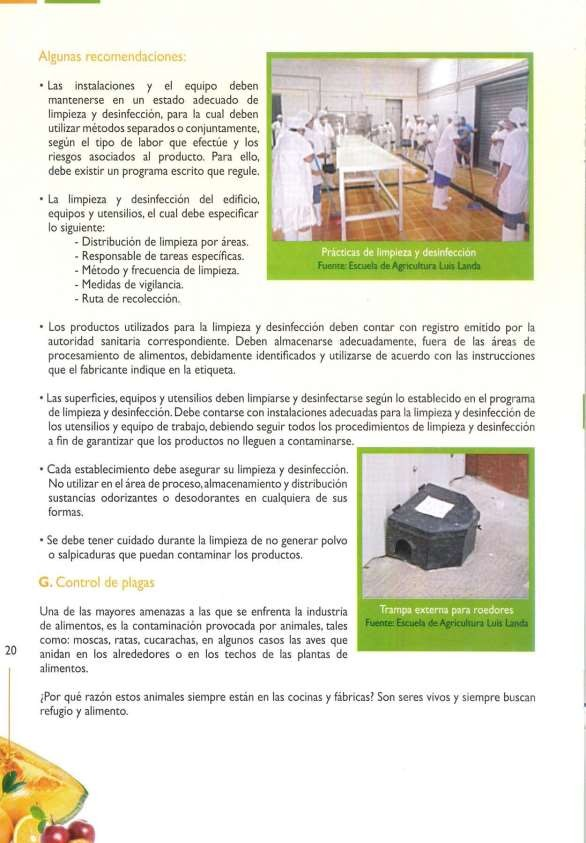 Algunas recomendaciones:
• Las instalaciones y el equipo deben
mantenerse en un estado adecuado de
limpieza y desinfección, para la cual deben
utilizar métodos separados o conjuntamente,
según el tipo de labor que efectúe y los
riesgos asociados al producto. Para ello,
debe existir un programa escrito que regule.
• La limpieza y desinfección del edificio,
equipos y utensilios, el cual debe especificar
lo siguiente:
- Distribución de limpieza por áreas.
- Responsable de tareas específicas.
- Método y frecuencia de limpieza.
- Medidas de vigilancia.
- Ruta de recolección.
Prácticas de limpieza y desinfección
Fuente: Escuela de Agricultura Luis Landa
• Los productos utilizados para la limpieza y desinfección deben contar con registro emitido por la
autoridad sanitaria correspondiente. Deben almacenarse adecuadamente, fuera de las áreas de
procesamiento de alimentos, debidamente identificados y utilizarse de acuerdo con las instrucciones
que el fabricante indique en la etiqueta.
• Las superficies, equipos y utensilios deben limpiarse y desinfectarse según lo establecido en el programa
de limpieza y desinfección. Debe contarse con instalaciones adecuadas para la limpieza y desinfección de
los utensilios y equipo de trabajo, debiendo seguir todos los procedimientos de limpieza y desinfección
a fin de garantizar que los productos no lleguen a contaminarse.
• Cada establecimiento debe asegurar su limpieza y desinfección.
No utilizar en el área de proceso, almacenamiento y distribución
sustancias odorizantes o desodorantes en cualquiera de sus
formas.
• Se debe tener cuidado durante la limpieza de no generar polvo
o salpicaduras que puedan contaminar los productos.
G. Control de plagas
Una de las mayores amenazas a las que se enfrenta la industria
de alimentos, es la contaminación provocada por animales, tales
como: moscas, ratas, cucarachas, en algunos casos las aves que
anidan en los alrededores o en los techos de las plantas de
alimentos.
Trampa externa para roedores
Fuente: Escuela de Agricultura Luis Landa
¿Por qué razón estos animales siempre están en las cocinas y fábricas? Son seres vivos y siempre buscan
refugio y alimento.
20